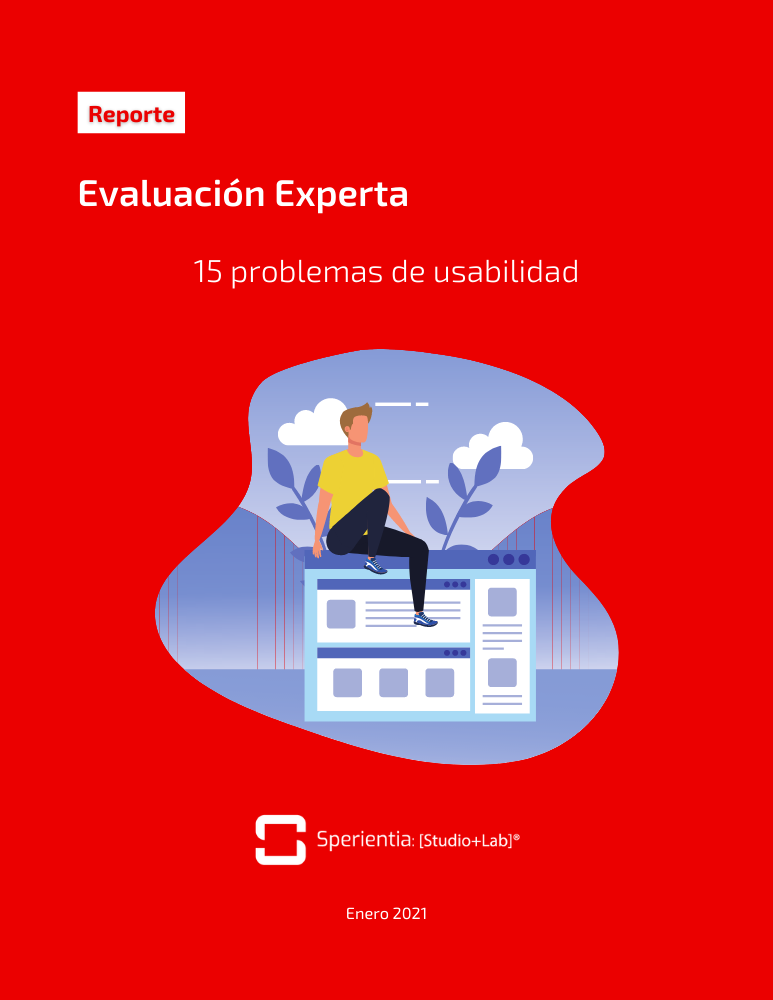 Reporte
Evaluación Experta
15 problemas de usabilidad
Sperientia: [Studio+Lab]®
Enero 2021